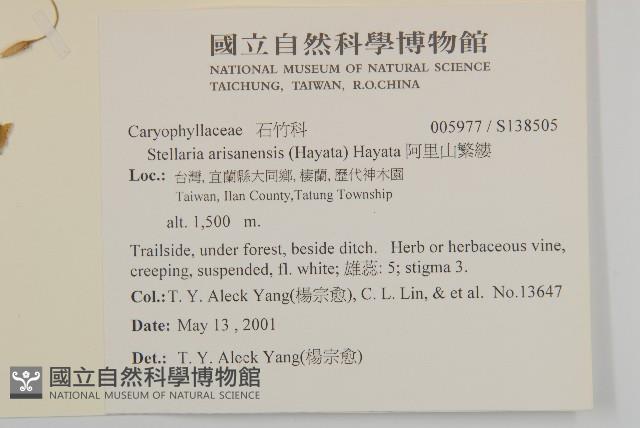 國立自然科學博物館
NATIONAL MUSEUM OF NATURAL SCIENCE
TAICHUNG, TAIWAN, R.O.CHINA
Caryophyllaceae 石竹科 005977 / S138505
Stellaria arisanensis (Hayata) Hayata 阿里山繁縷
Loc.: 台灣, 宜蘭縣大同鄉, 棲蘭, 歷代神木園
Taiwan, Ilan County,Tatung Township
alt. 1,500 m.
Trailside, under forest, beside ditch. Herb or herbaceous vine,
creeping, suspended, fl. white; 雄蕊: 5; stigma 3.
Col.: T. Y. Aleck Yang(楊宗愈), C. L. Lin, & et al. No.13647
Date: May 13 , 2001
Det.: T. Y. Aleck Yang(楊宗愈)
國立自然科學博物館
NATIONAL MUSEUM OF NATURAL SCIENCE